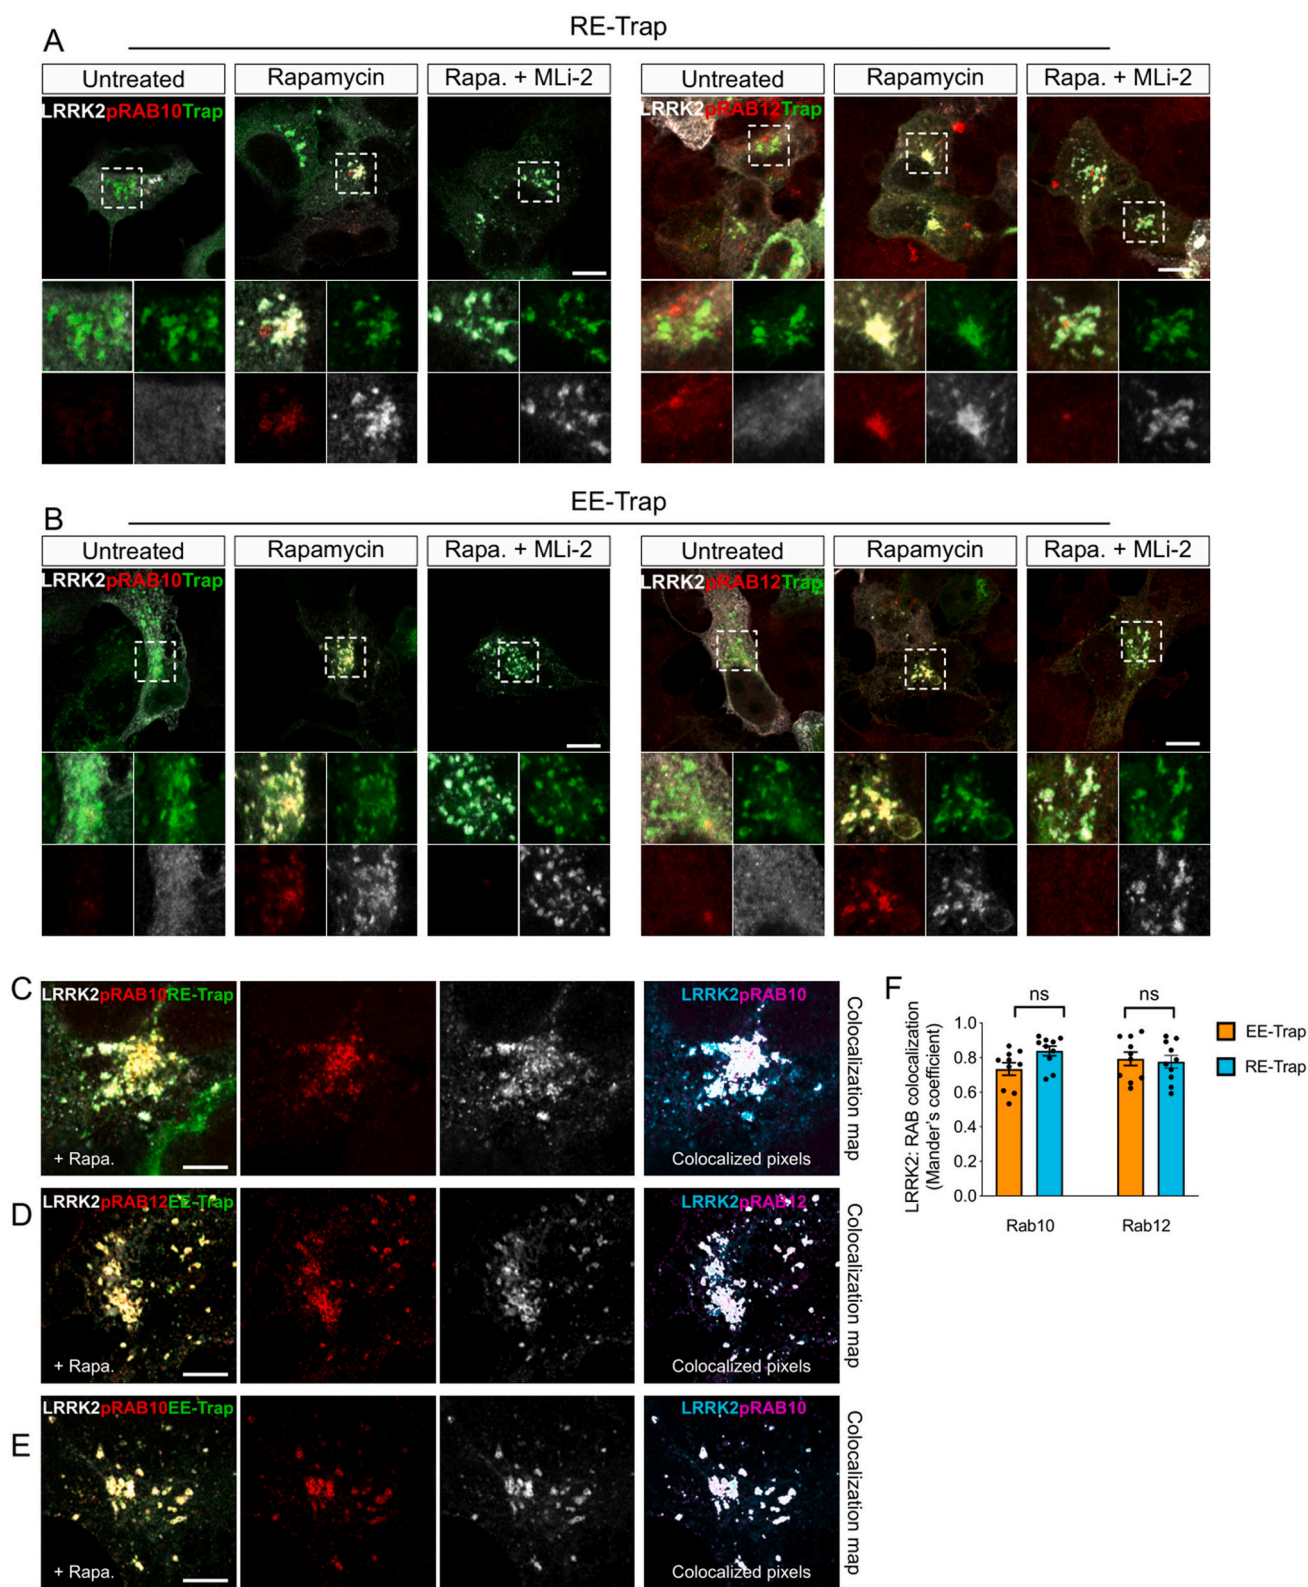 A
RE-Trap
Untreated
Rapamycin
Rapa. + MLi-2
Untreated
Rapamycin
Rapa. + MLi-2
LRRK2pRAB10Trap
LRRK2pRAB12Trap
B
EE-Trap
Untreated
Rapamycin
Rapa. + MLi-2
Untreated
Rapamycin
Rapa. + MLi-2
LRRK2pRAB10Trap
LRRK2pRAB12Trap
C
LRRK2pRAB10RE-Trap
LRRK2pRAB10
+ Rapa.
Colocalized pixels
Colocalization map
D
LRRK2pRAB12EE-Trap
LRRK2pRAB12
+ Rapa.
Colocalized pixels
Colocalization map
E
LRRK2pRAB10EE-Trap
LRRK2pRAB10
+ Rapa.
Colocalized pixels
Colocalization map
F
LRRK2: RAB colocalization
(Mander's coefficient)
1.0
0.8
0.6
0.4
0.2
0.0
ns
ns
Rab10
Rab12
EE-Trap
RE-Trap